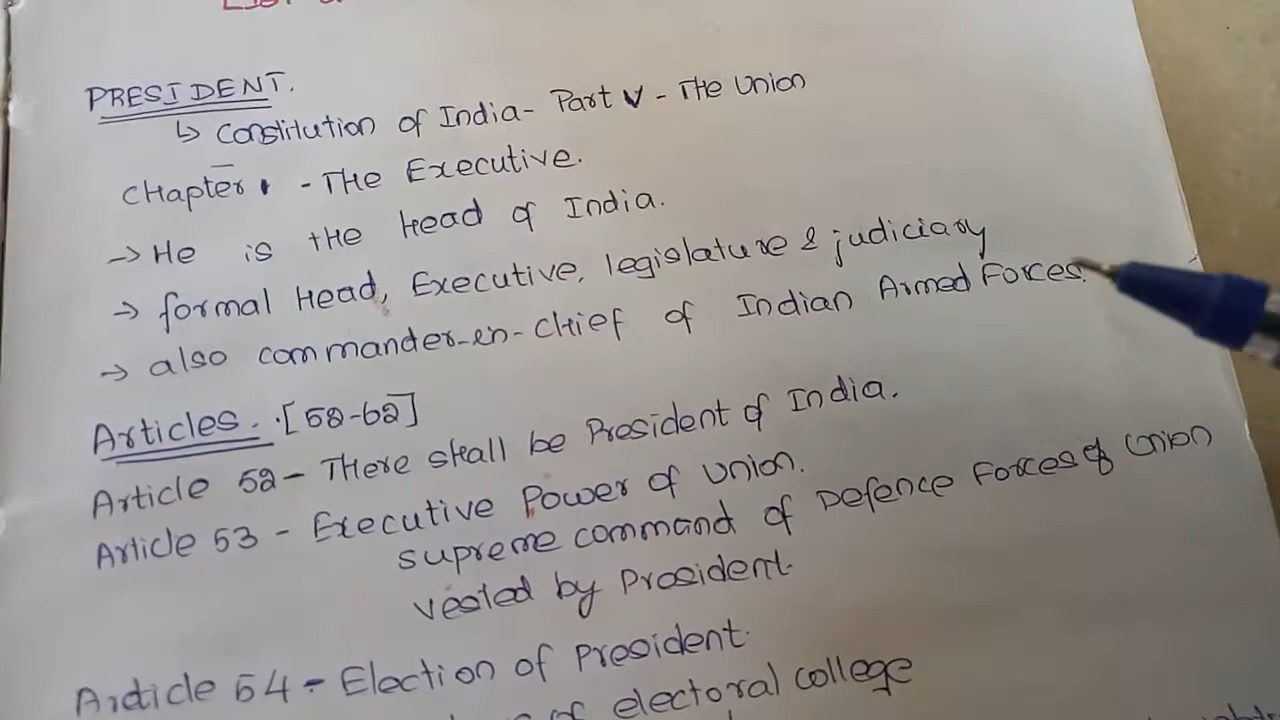 PRESIDENT.
↳ Constitution of India - Part V - The Union
Chapter 1 - The Executive.
→ He is the Head of India.
→ formal Head, Executive, legislature & judiciary
→ also commander-in-chief of Indian Armed Forces.
Articles. [52-62]
Article 52 - There shall be President of India.
Article 53 - Executive Power of Union.
supreme command of Defence Forces of Union
vested by President.
Article 54 - Election of President.
of electoral college